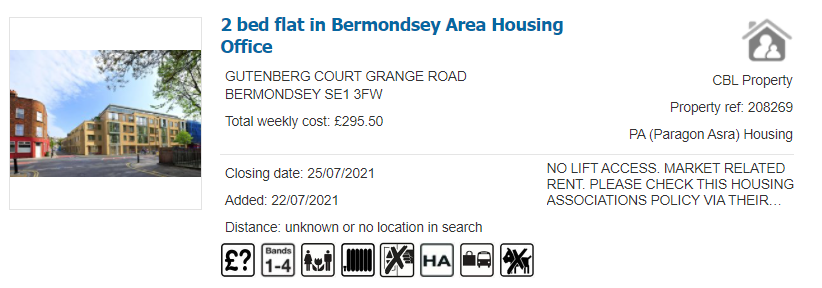 2 bed flat in Bermondsey Area Housing
Office
GUTENBERG COURT GRANGE ROAD
BERMONDSEY SE1 3FW
Total weekly cost: £295.50
CBL Property
Property ref: 208269
PA (Paragon Asra) Housing
Closing date: 25/07/2021
Added: 22/07/2021
Distance: unknown or no location in search
NO LIFT ACCESS. MARKET RELATED
RENT. PLEASE CHECK THIS HOUSING
ASSOCIATIONS POLICY VIA THEIR...
£?
Bands
1-4
HA